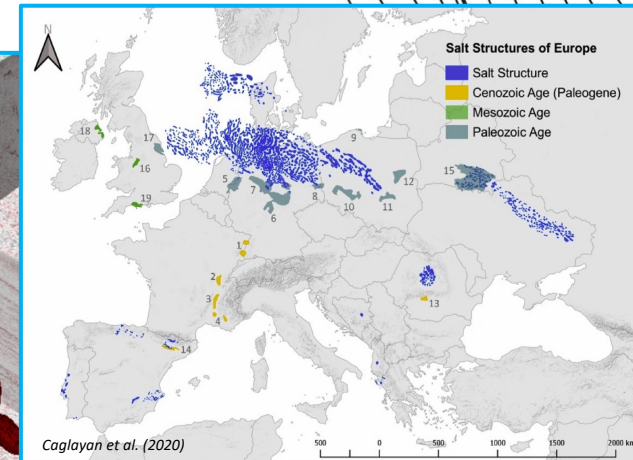 N
Salt Structures of Europe
Salt Structure
Cenozoic Age (Paleogene)
Mesozoic Age
Paleozoic Age
18
17
16
19
9
5
7
8
12
15
6
10
11
1
2
3
4
13
14
Caglayan et al. (2020)
500 0 500 1000 1500 2000 km